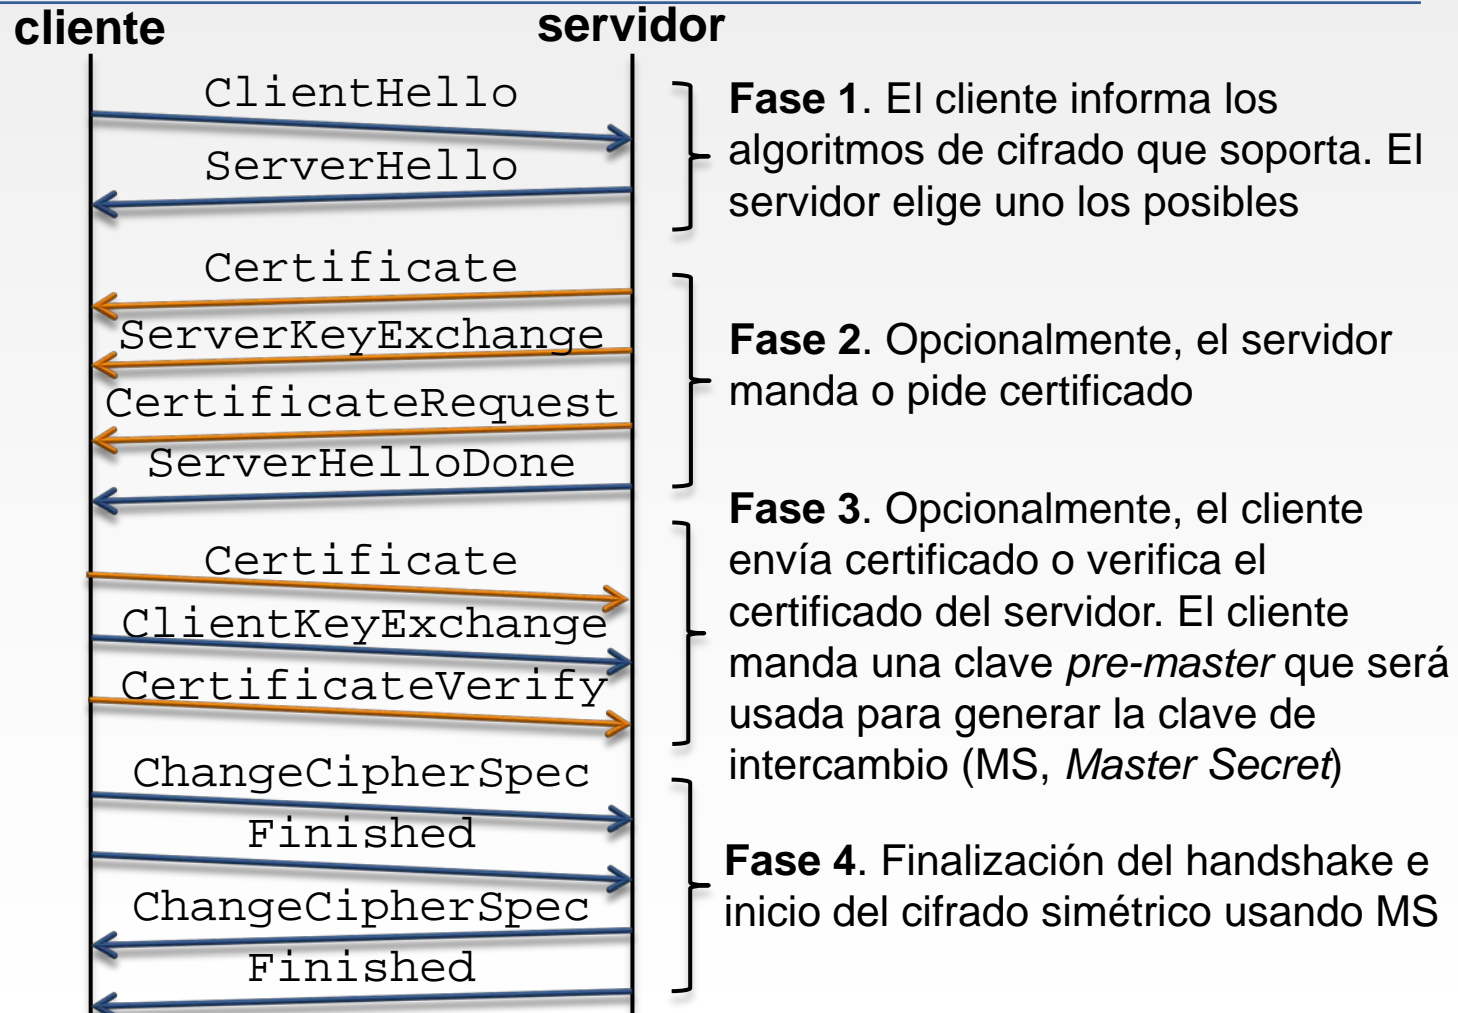 cliente
servidor
ClientHello
ServerHello
Fase 1. El cliente informa los
algoritmos de cifrado que soporta. El
servidor elige uno los posibles
Certificate
ServerKeyExchange
CertificateRequest
ServerHelloDone
Fase 2. Opcionalmente, el servidor
manda o pide certificado
Certificate
ClientKeyExchange
CertificateVerify
Fase 3. Opcionalmente, el cliente
envía certificado o verifica el
certificado del servidor. El cliente
manda una clave pre-master que será
usada para generar la clave de
intercambio (MS, Master Secret)
ChangeCipherSpec
Finished
ChangeCipherSpec
Finished
Fase 4. Finalización del handshake e
inicio del cifrado simétrico usando MS